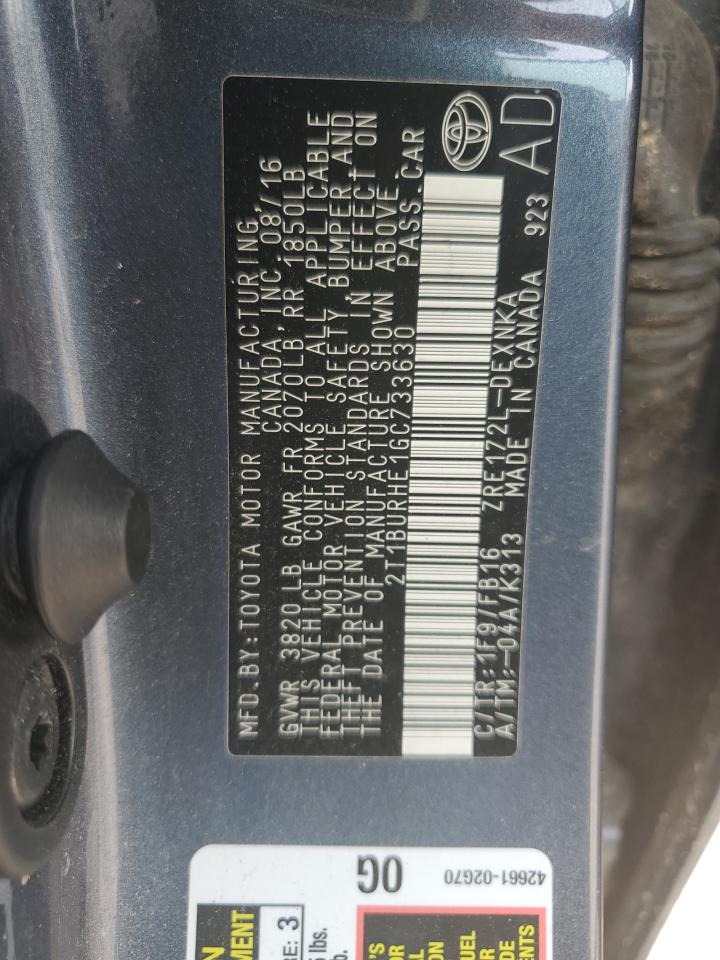 MFD.BY:TOYOTA MOTOR MANUFACTURING
CANADA, INC. 08/16
GVWR 3820 LB GAWR FR 2070LB, RR 1850LB
THIS VEHICLE CONFORMS TO ALL APPLICABLE
FEDERAL MOTOR VEHICLE SAFETY, BUMPER AND
THEFT PREVENTION STANDARDS IN EFFECT ON
THE DATE OF MANUFACTURE SHOWN ABOVE.
2T1BURHE1GC733630 PASS.CAR
C/TR:1F9/FB16 ZRE172L-DEXNKA
A/TM:-04A/K313 MADE IN CANADA 923
AD
0G
42661-02G70
3
lbs.